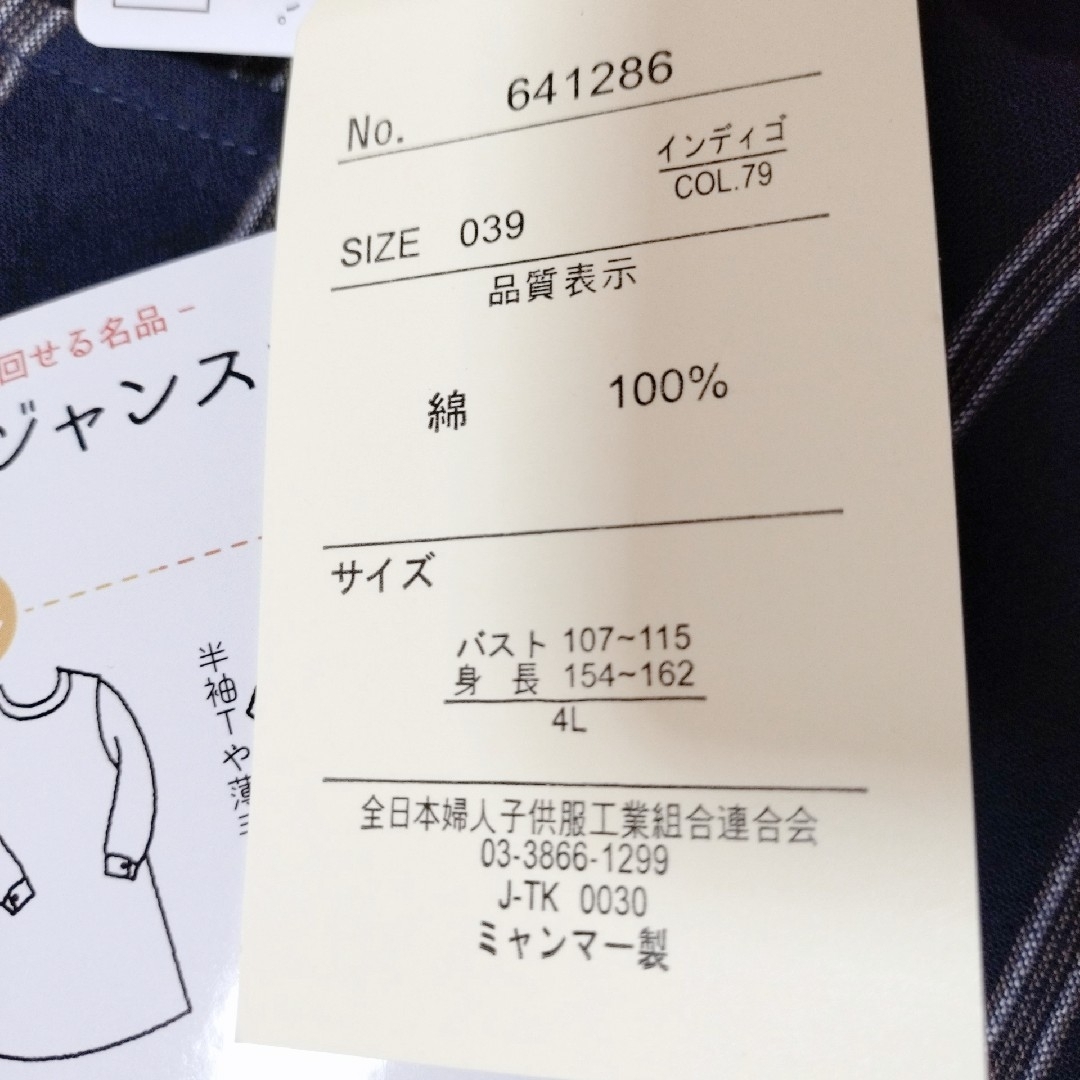 No. 641286
インディゴ
COL.79
SIZE 039
品質表示
綿 100%
サイズ
バスト 107~115
身長 154~162
4L
全日本婦人子供服工業組合連合会
03-3866-1299
J-TK 0030
ミャンマー製
回せる名品-
ジャンス
半袖Tや薄